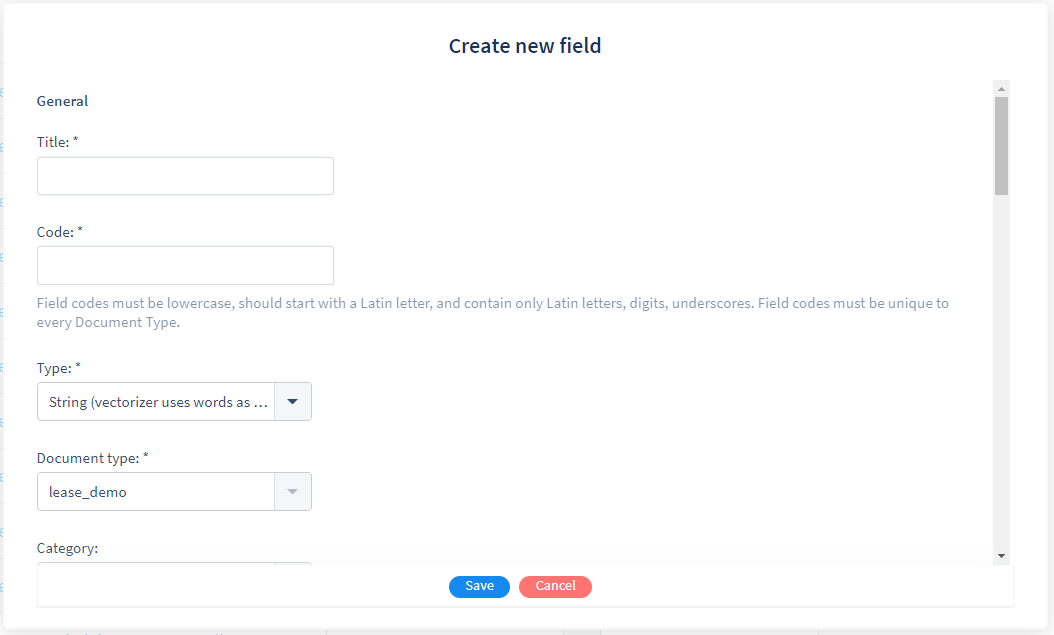 Create new field
General
Title: *
Code: *
Field codes must be lowercase, should start with a Latin letter, and contain only Latin letters, digits, underscores. Field codes must be unique to
every Document Type.
Type: *
String (vectorizer uses words as ...
Document type: *
lease_demo
Category:
Save
Cancel